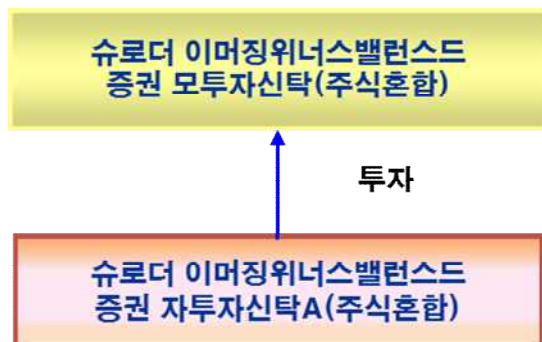 슈로더 이머징위너스밸런스드
증권 모투자신탁(주식혼합)
투자
슈로더 이머징위너스밸런스드
증권 자투자신탁A(주식혼합)